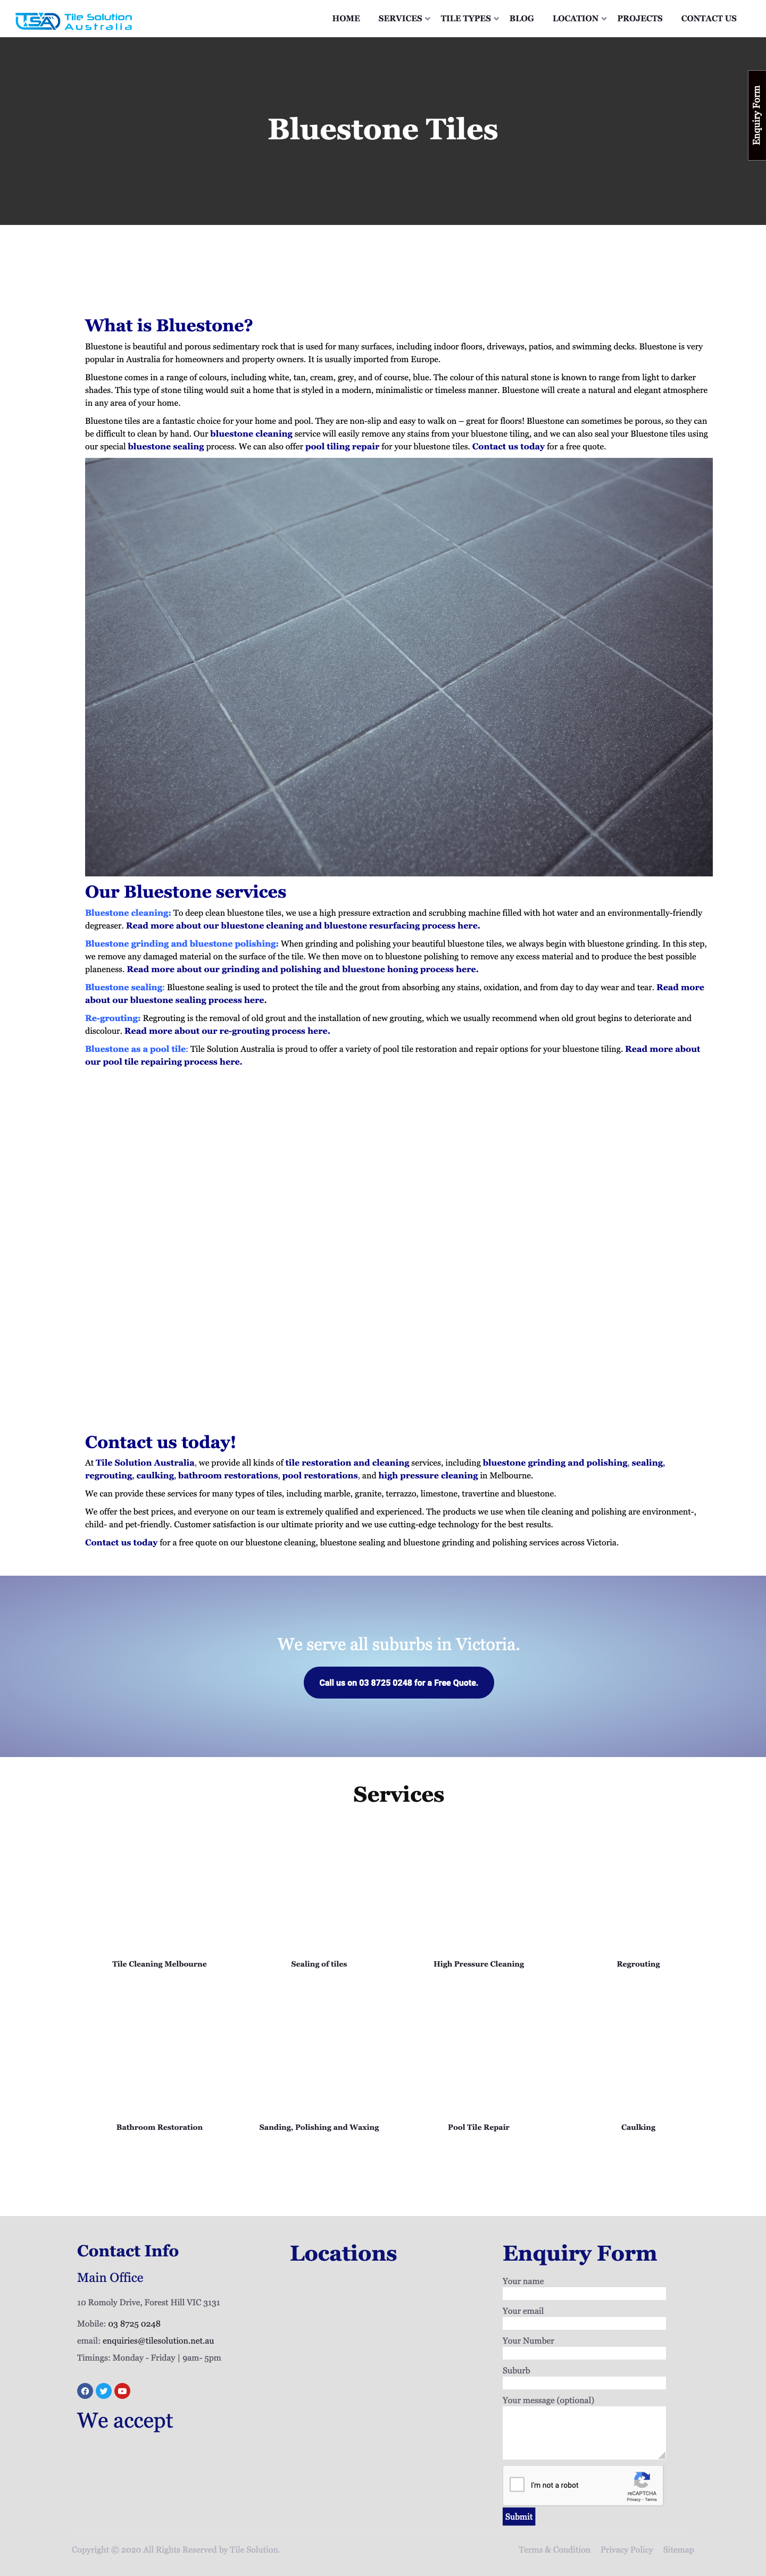 TSA Tile Solution
Australia
HOME SERVICES TILE TYPES BLOG LOCATION PROJECTS CONTACT US
Enquiry Form
Bluestone Tiles
What is Bluestone?
Bluestone is beautiful and porous sedimentary rock that is used for many surfaces, including indoor floors, driveways, patios, and swimming decks. Bluestone is very
popular in Australia for homeowners and property owners. It is usually imported from Europe.
Bluestone comes in a range of colours, including white, tan, cream, grey, and of course, blue. The colour of this natural stone is known to range from light to darker
shades. This type of stone tiling would suit a home that is styled in a modern, minimalistic or timeless manner. Bluestone will create a natural and elegant atmosphere
in any area of your home.
Bluestone tiles are a fantastic choice for your home and pool. They are non-slip and easy to walk on – great for floors! Bluestone can sometimes be porous, so they can
be difficult to clean by hand. Our bluestone cleaning service will easily remove any stains from your bluestone tiling, and we can also seal your Bluestone tiles using
our special bluestone sealing process. We can also offer pool tiling repair for your bluestone tiles. Contact us today for a free quote.
Our Bluestone services
Bluestone cleaning: To deep clean bluestone tiles, we use a high pressure extraction and scrubbing machine filled with hot water and an environmentally-friendly
degreaser. Read more about our bluestone cleaning and bluestone resurfacing process here.
Bluestone grinding and bluestone polishing: When grinding and polishing your beautiful bluestone tiles, we always begin with bluestone grinding. In this step,
we remove any damaged material on the surface of the tile. We then move on to bluestone polishing to remove any excess material and to produce the best possible
planeness. Read more about our grinding and polishing and bluestone honing process here.
Bluestone sealing: Bluestone sealing is used to protect the tile and the grout from absorbing any stains, oxidation, and from day to day wear and tear. Read more
about our bluestone sealing process here.
Re-grouting: Regrouting is the removal of old grout and the installation of new grouting, which we usually recommend when old grout begins to deteriorate and
discolour. Read more about our re-grouting process here.
Bluestone as a pool tile: Tile Solution Australia is proud to offer a variety of pool tile restoration and repair options for your bluestone tiling. Read more about
our pool tile repairing process here.
Contact us today!
At Tile Solution Australia, we provide all kinds of tile restoration and cleaning services, including bluestone grinding and polishing, sealing,
regrouting, caulking, bathroom restorations, pool restorations, and high pressure cleaning in Melbourne.
We can provide these services for many types of tiles, including marble, granite, terrazzo, limestone, travertine and bluestone.
We offer the best prices, and everyone on our team is extremely qualified and experienced. The products we use when tile cleaning and polishing are environment-,
child- and pet-friendly. Customer satisfaction is our ultimate priority and we use cutting-edge technology for the best results.
Contact us today for a free quote on our bluestone cleaning, bluestone sealing and bluestone grinding and polishing services across Victoria.
We serve all suburbs in Victoria.
Call us on 03 8725 0248 for a Free Quote.
Services
Tile Cleaning Melbourne Sealing of tiles High Pressure Cleaning Regrouting
Bathroom Restoration Sanding, Polishing and Waxing Pool Tile Repair Caulking
Contact Info
Main Office
10 Romoly Drive, Forest Hill VIC 3131
Mobile: 03 8725 0248
email: enquiries@tilesolution.net.au
Timings: Monday - Friday | 9am- 5pm
We accept
Locations
Enquiry Form
Your name
Your email
Your Number
Suburb
Your message (optional)
I'm not a robot
reCAPTCHA
Privacy - Terms
Submit
Copyright © 2020 All Rights Reserved by Tile Solution.
Terms & Condition Privacy Policy Sitemap